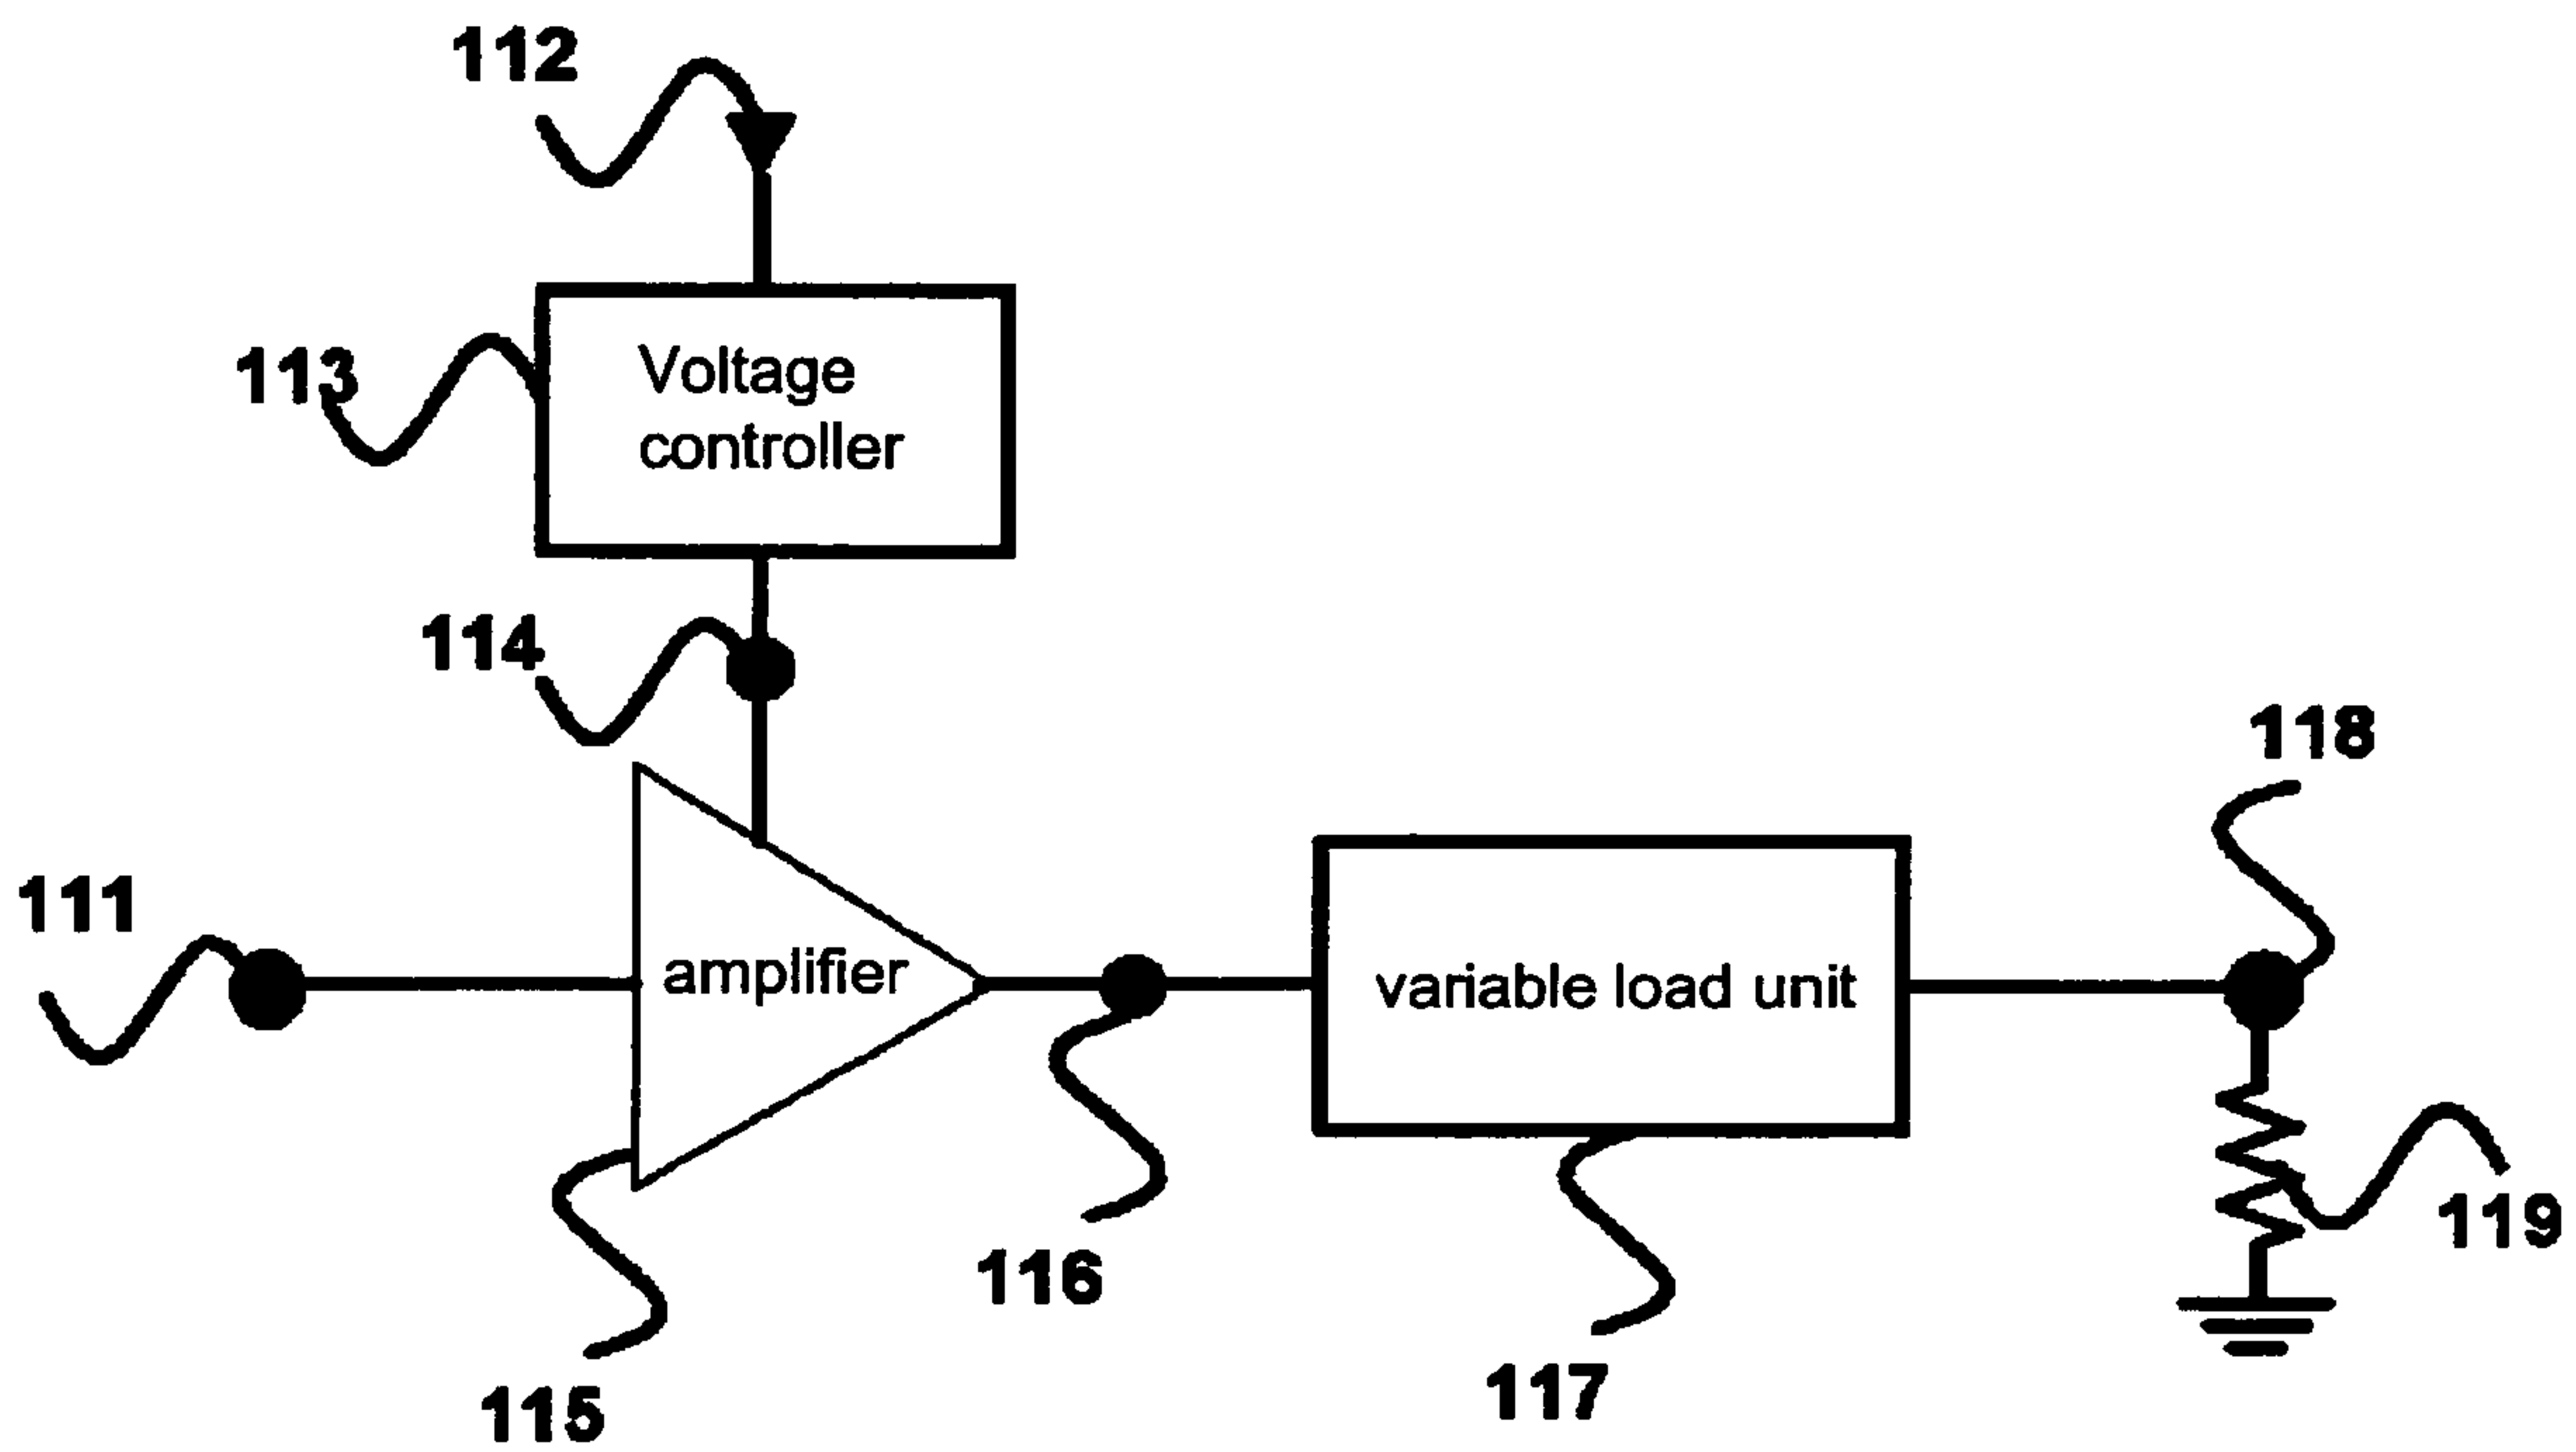 112
113
Voltage
controller
114
118
111
amplifier
variable load unit
119
116
117
115